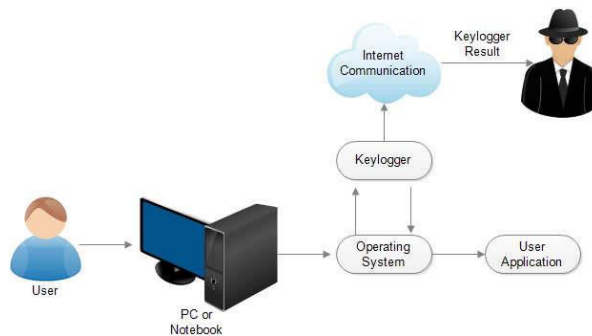 Internet
Communication
Keylogger
Result
Keylogger
User
PC or
Notebook
Operating
System
User
Application